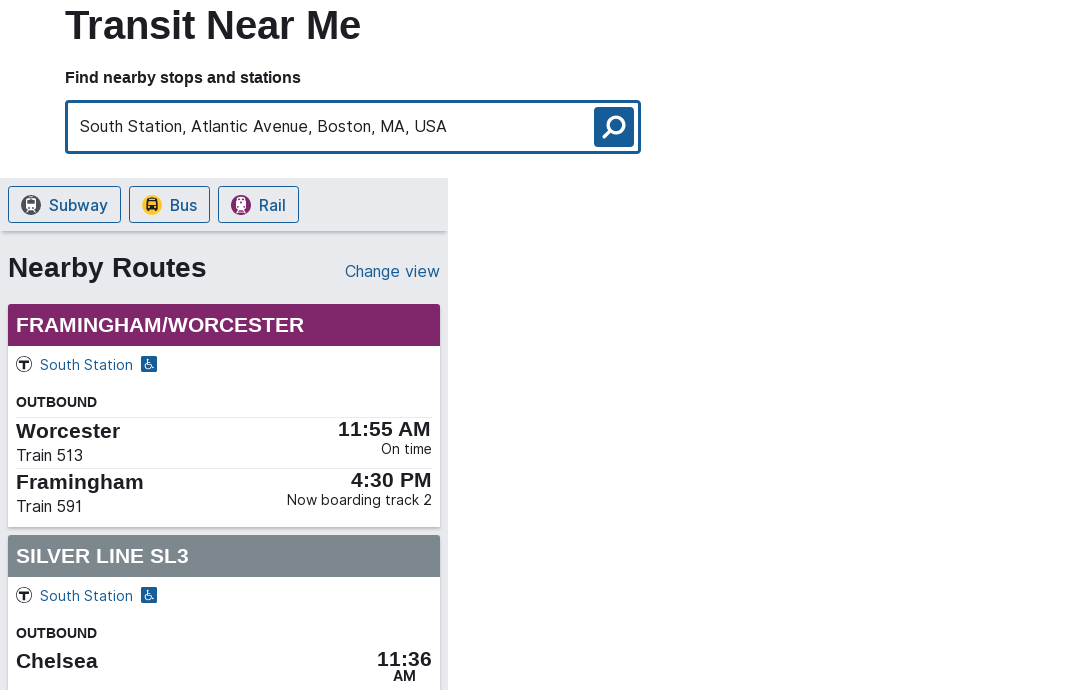 Transit Near Me
Find nearby stops and stations
South Station, Atlantic Avenue, Boston, MA, USA
Subway Bus Rail
Nearby Routes Change view
FRAMINGHAM/WORCESTER
T South Station
OUTBOUND
Worcester 11:55 AM
Train 513 On time
Framingham 4:30 PM
Train 591 Now boarding track 2
SILVER LINE SL3
T South Station
OUTBOUND
Chelsea 11:36
AM